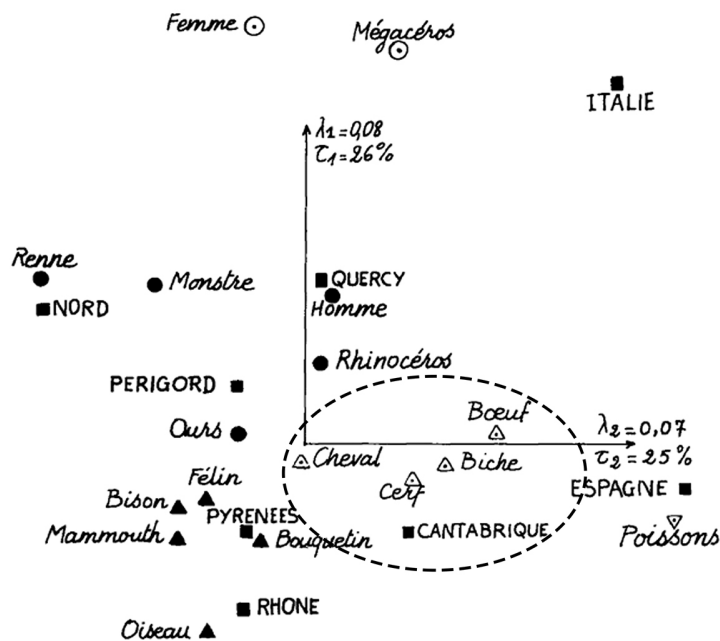 Femme
Mégacéros
ITALIE
λ1=0,08
τ1=26%
Renne
Monstre
QUERCY
NORD
Homme
Rhinocéros
PERIGORD
Bœuf
Ours
λ2=0,07
Cheval
Biche
τ2=25%
Félin
Cerf
ESPAGNE
Bison
PYRENEES
Mammouth
Bouquetin
CANTABRIQUE
Poissons
RHONE
Oiseau